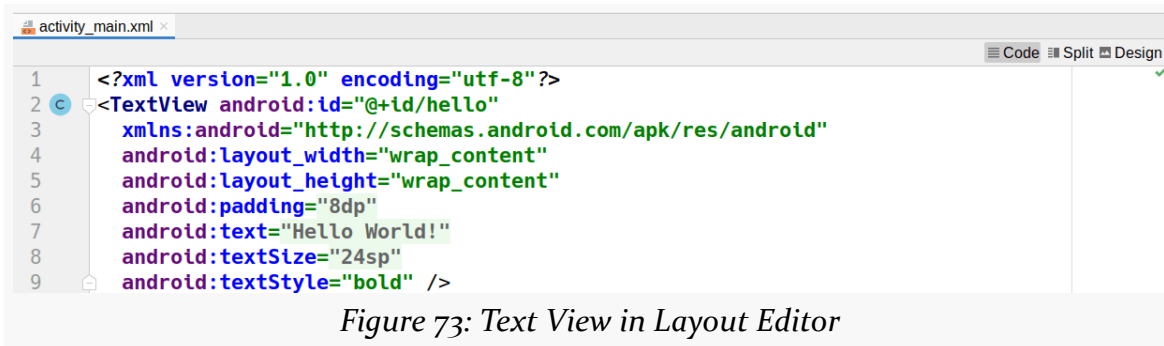 activity_main.xml
Code Split Design
1 <?xml version="1.0" encoding="utf-8"?>
2 C <TextView android:id="@+id/hello"
3 xmlns:android="http://schemas.android.com/apk/res/android"
4 android:layout_width="wrap_content"
5 android:layout_height="wrap_content"
6 android:padding="8dp"
7 android:text="Hello World!"
8 android:textSize="24sp"
9 android:textStyle="bold" />
Figure 73: Text View in Layout Editor